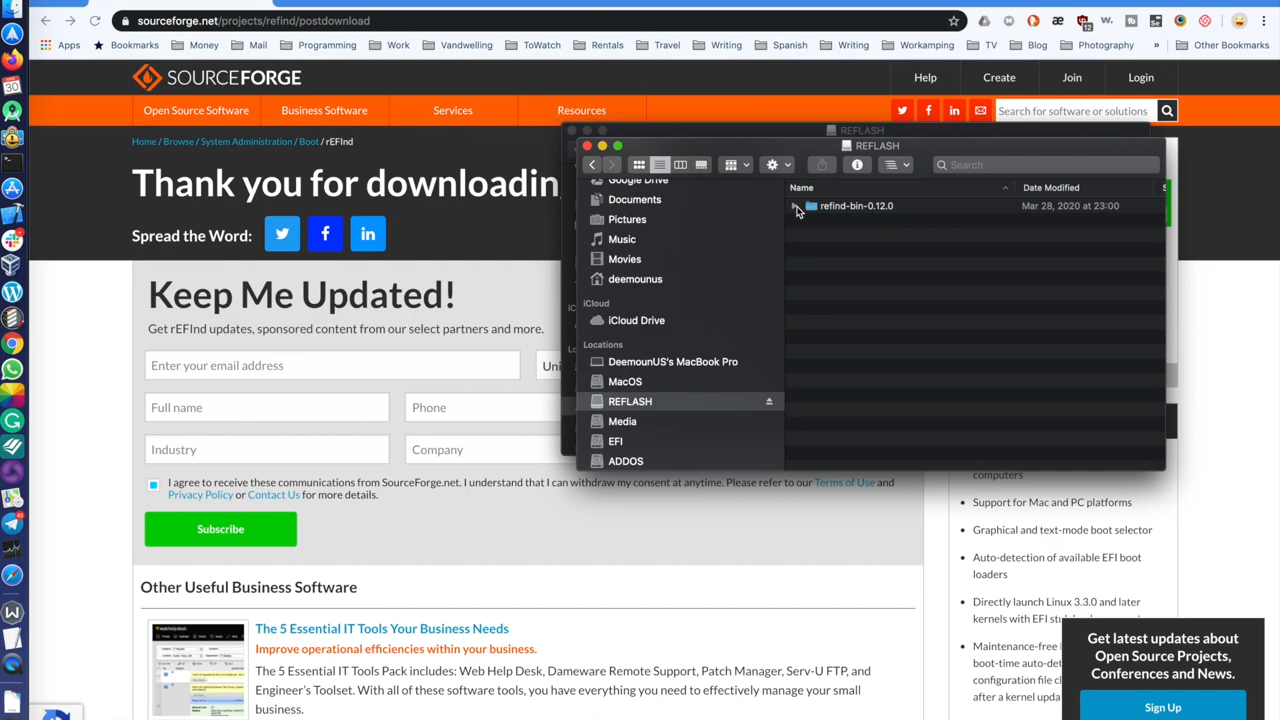 sourceforge.net/projects/refind/postdownload
12
Apps
Bookmarks
Money
Mail
Programming
Work
Vandwelling
ToWatch
Rentals
Travel
Writing
Spanish
Writing
Workamping
TV
Blog
Photography
»
Other Bookmarks
SOURCEFORGE
Help
Create
Join
Login
Open Source Software
Business Software
Services
Resources
Search for software or solutions
Home / Browse / System Administration / Boot / rEFInd
Thank you for downloadin
Spread the Word:
REFLASH
REFLASH
Search
Google Drive
Documents
Pictures
Music
Movies
deemounus
iCloud
iCloud Drive
Locations
DeemounUS's MacBook Pro
MacOS
REFLASH
Media
EFI
ADDOS
Name
Date Modified
S
refind-bin-0.12.0
Mar 28, 2020 at 23:00
Keep Me Updated!
Get rEFInd updates, sponsored content from our select partners and more.
Enter your email address
Uni
Full name
Phone
Industry
Company
I agree to receive these communications from SourceForge.net. I understand that I can withdraw my consent at anytime. Please refer to our Terms of Use and
Privacy Policy or Contact Us for more details.
Subscribe
Other Useful Business Software
The 5 Essential IT Tools Your Business Needs
Improve operational efficiencies within your business.
The 5 Essential IT Tools Pack includes: Web Help Desk, Dameware Remote Support, Patch Manager, Serv-U FTP, and
Engineer's Toolset. With all of these software tools, you have everything you need to effectively manage your small
business.
computers
Support for Mac and PC platforms
Graphical and text-mode boot selector
Auto-detection of available EFI boot
loaders
Directly launch Linux 3.3.0 and later
kernels with EFI stu
Maintenance-free
boot-time auto-det
configuration file c
after a kernel upda
Get latest updates about
Open Source Projects,
Conferences and News.
Sign Up
30